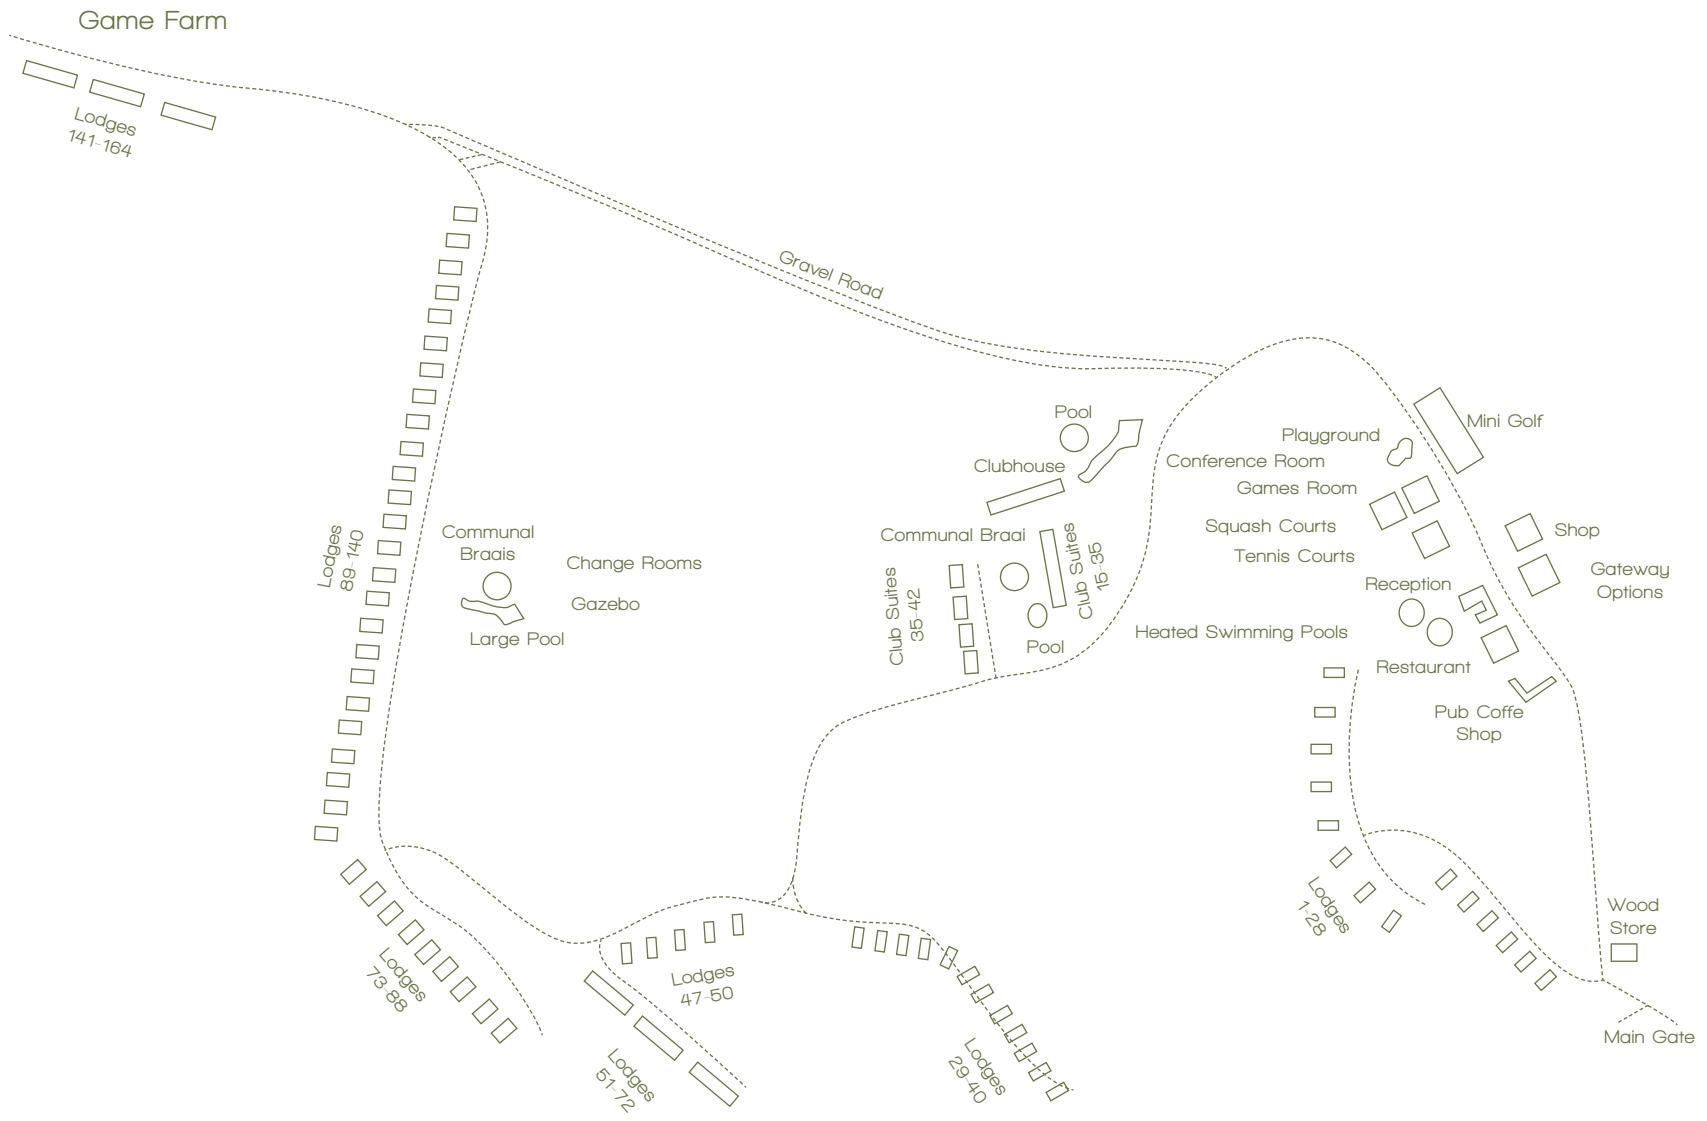 Game Farm
Lodges
141-164
Gravel Road
Pool
Clubhouse
Playground
Mini Golf
Conference Room
Games Room
Squash Courts
Tennis Courts
Shop
Gateway
Options
Reception
Heated Swimming Pools
Restaurant
Pub Coffe
Shop
Communal Braai
Club Suites
15-35
Club Suites
35-42
Pool
Lodges
89-140
Communal
Braais
Change Rooms
Gazebo
Large Pool
Lodges
1-28
Wood
Store
Main Gate
Lodges
73-88
Lodges
47-50
Lodges
51-72
Lodges
29-40